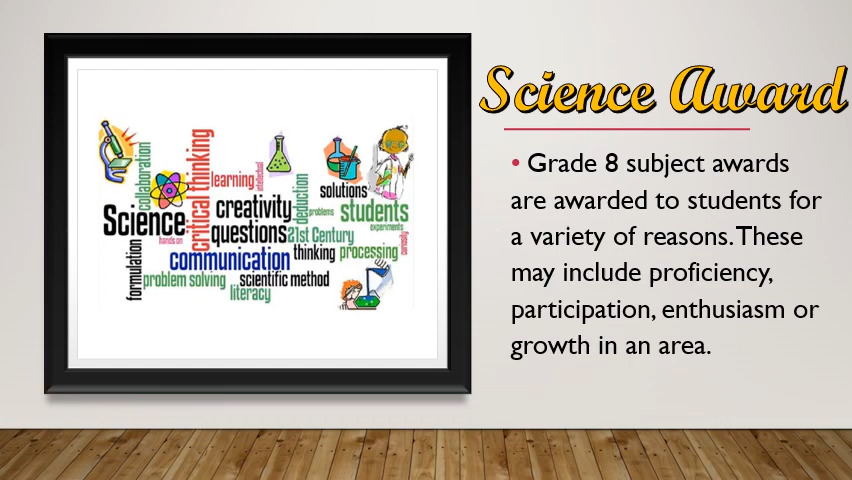 Science Award
• Grade 8 subject awards
are awarded to students for
a variety of reasons. These
may include proficiency,
participation, enthusiasm or
growth in an area.
collaboration
critical thinking
learning
intellectual
solutions
deduction
creativity
problems
students
Science
experiments
hands on
questions
21st Century
curiosity
formulation
communication
thinking
processing
problem solving
scientific method
literacy